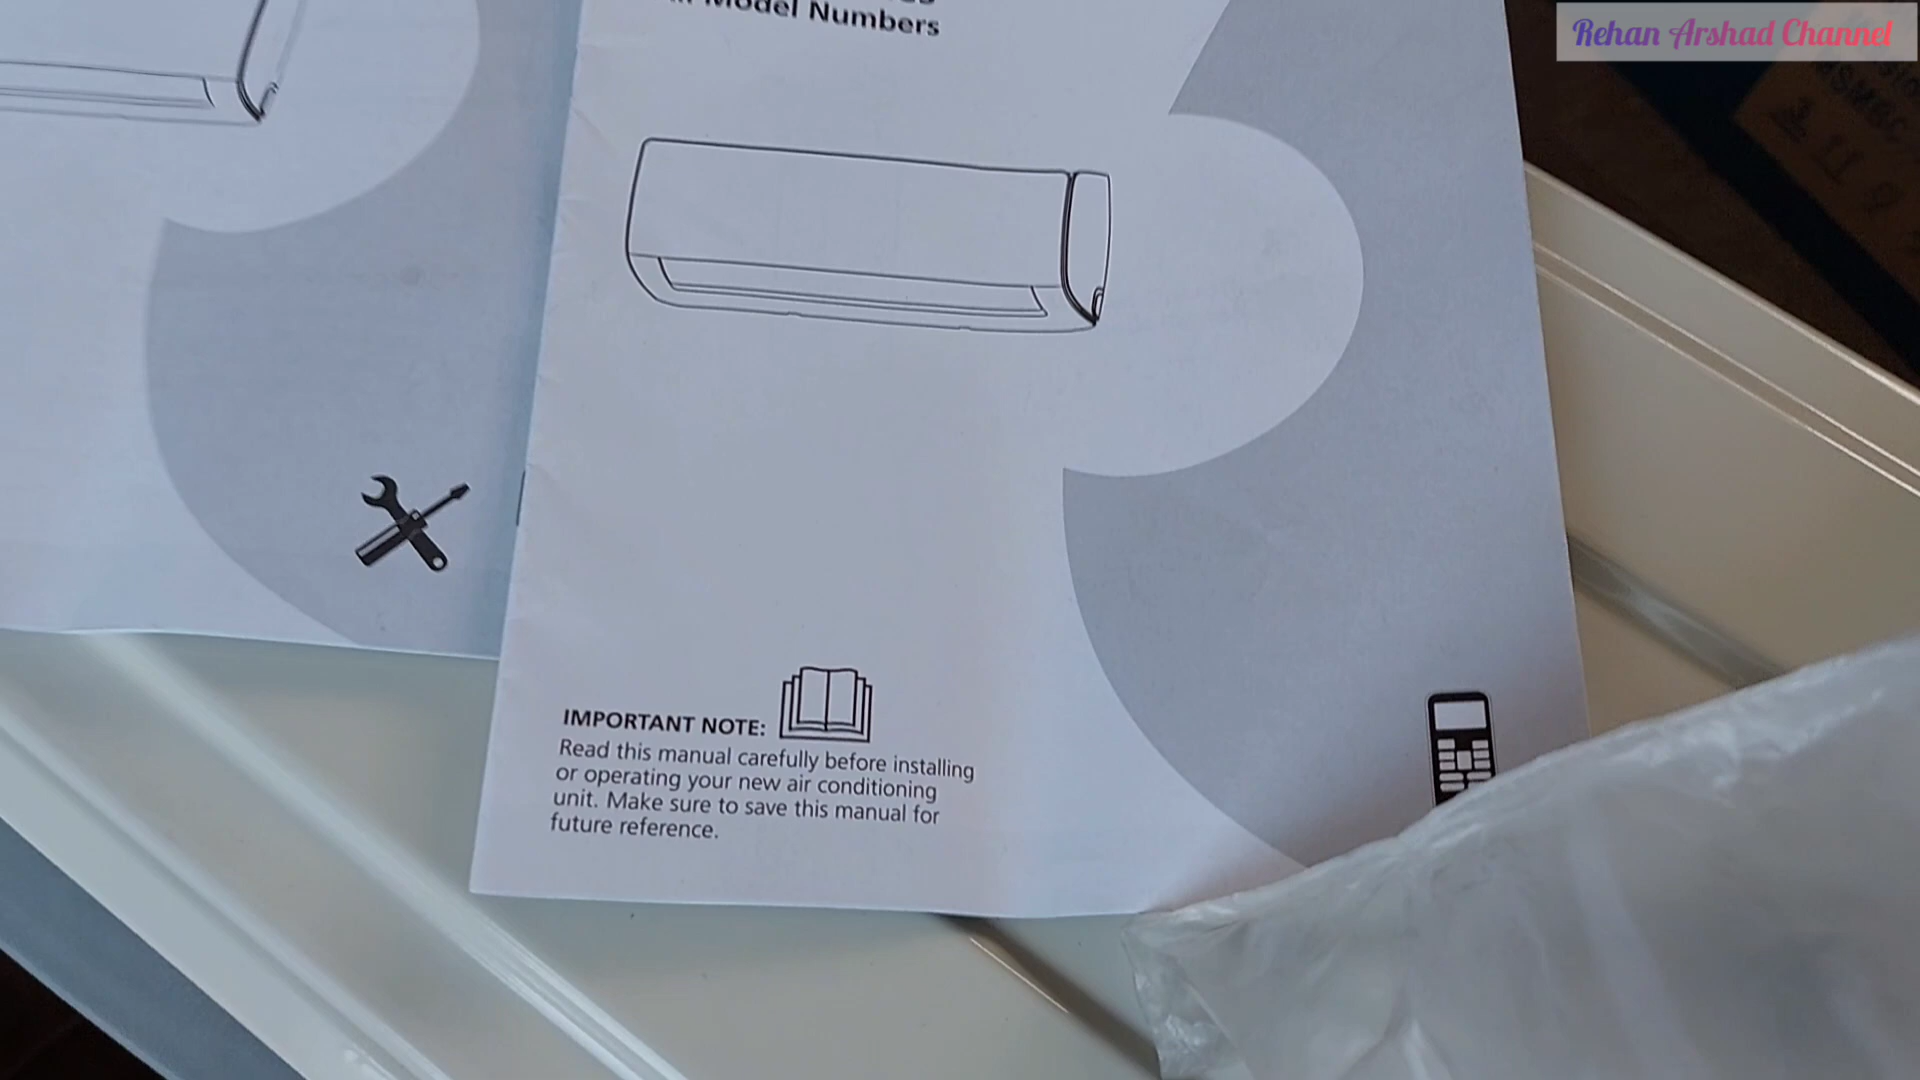 Model Numbers
Rehan Arshad Channel
IMPORTANT NOTE:
Read this manual carefully before installing
or operating your new air conditioning
unit. Make sure to save this manual for
future reference.